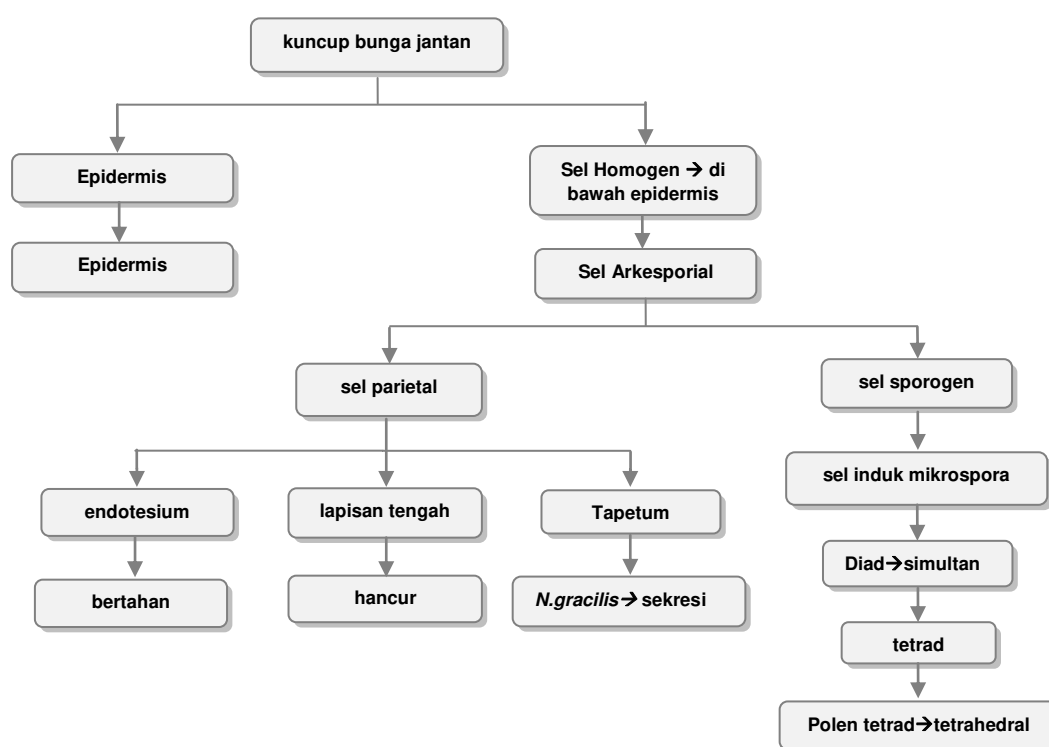 kuncup bunga jantan
Epidermis
Sel Homogen → di
bawah epidermis
Epidermis
Sel Arkesporial
sel parietal
sel sporogen
sel induk mikrospora
endotesium
lapisan tengah
Tapetum
Diad→simultan
bertahan
hancur
N.gracilis→ sekresi
tetrad
Polen tetrad→tetrahedral